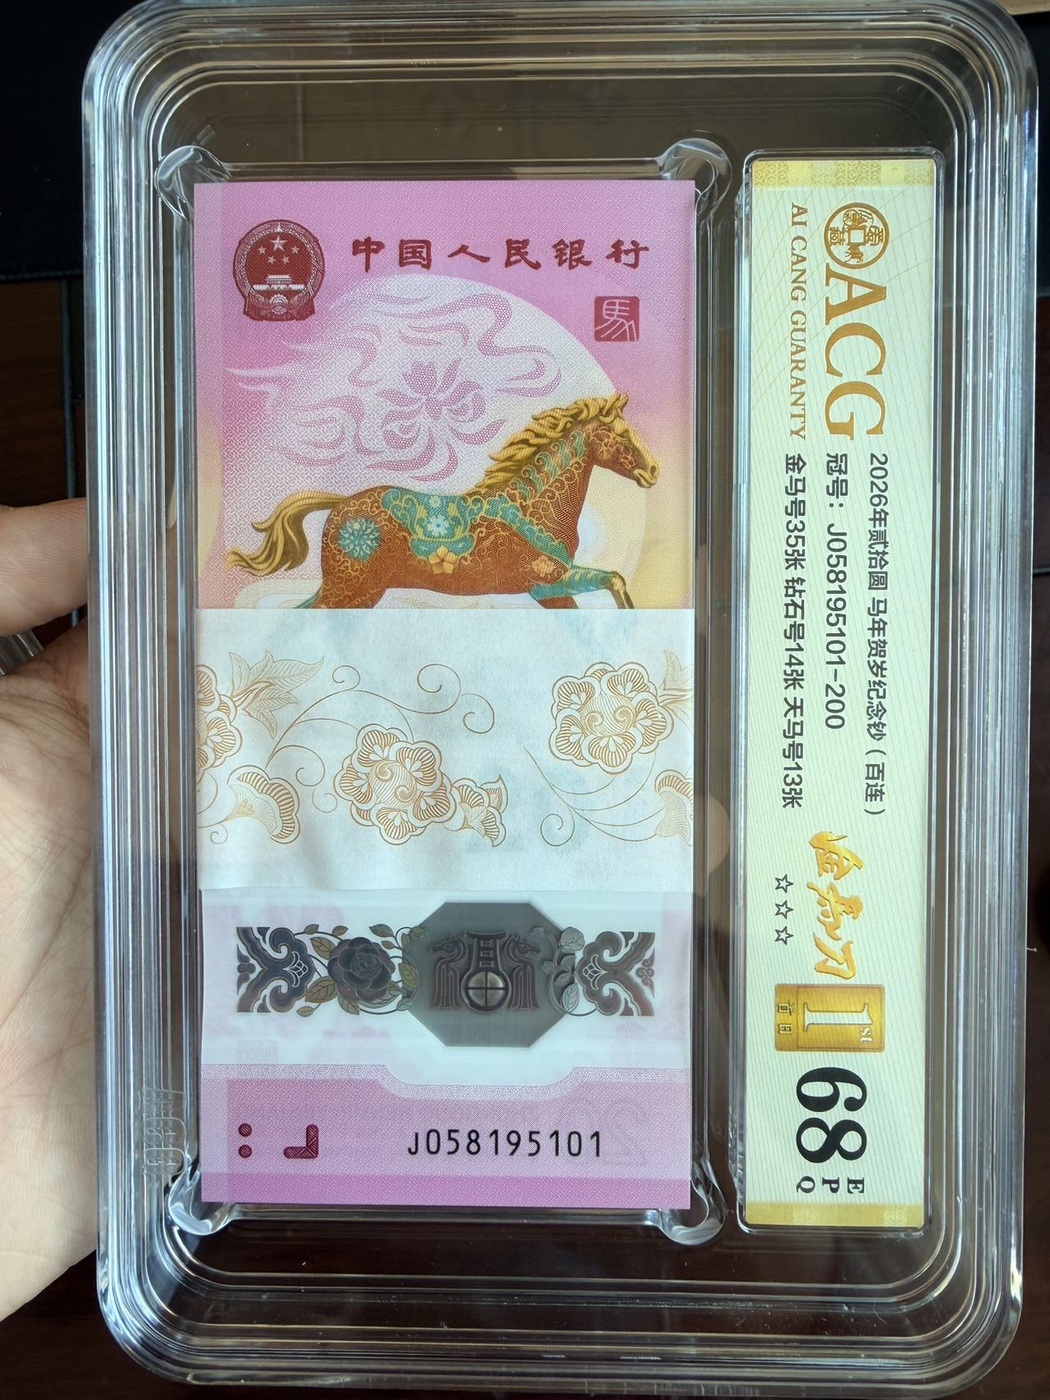 中国人民银行
馬
J058195101
ACG
AI CANG GUARANTY
2026年贰拾圆 马年贺岁纪念钞（百连）
冠号：J058195101-200
金马号35张 钻石号14张 天马号13张
☆☆☆
1ST
首日
68
EPQ